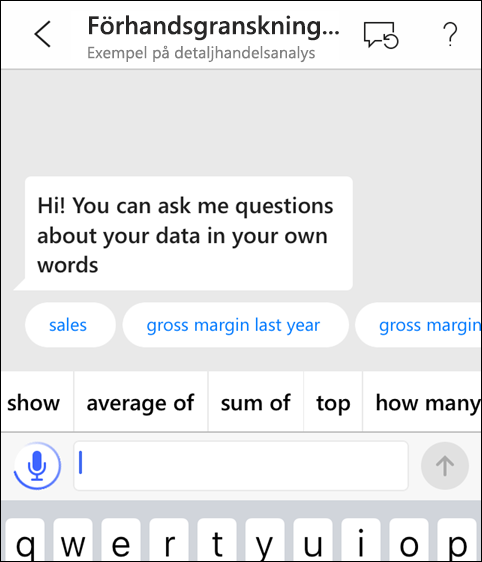 Förhandsgranskning...
Exempel på detaljhandelsanalys
?
Hi! You can ask me questions
about your data in your own
words
sales
gross margin last year
gross margin
show
average of
sum of
top
how many
q w e r t y u i o p